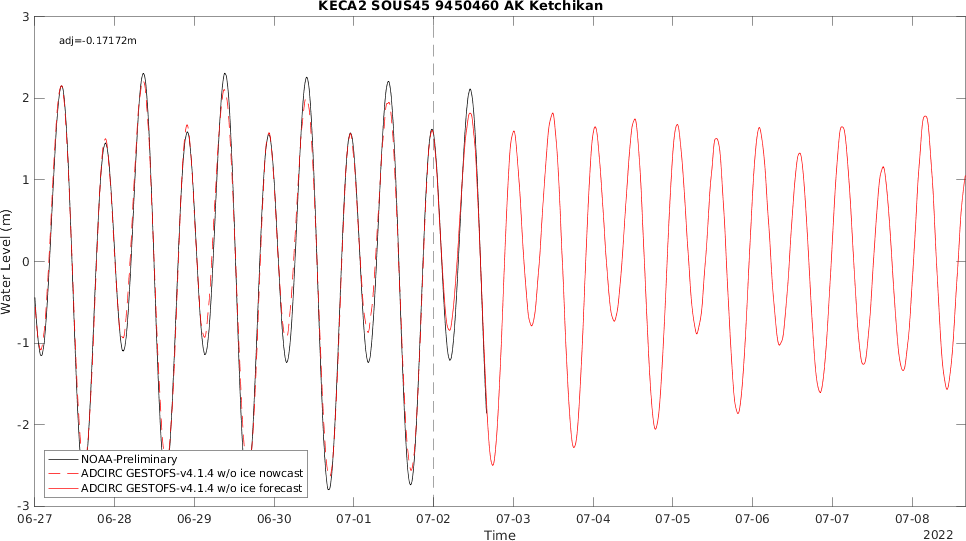 KECA2 SOUS45 9450460 AK Ketchikan
adj=-0.17172m
Water Level (m)
3
2
1
0
-1
-2
-3
NOAA-Preliminary
ADCIRC GESTOFS-v4.1.4 w/o ice nowcast
ADCIRC GESTOFS-v4.1.4 w/o ice forecast
06-27 06-28 06-29 06-30 07-01 07-02 07-03 07-04 07-05 07-06 07-07 07-08
Time
2022